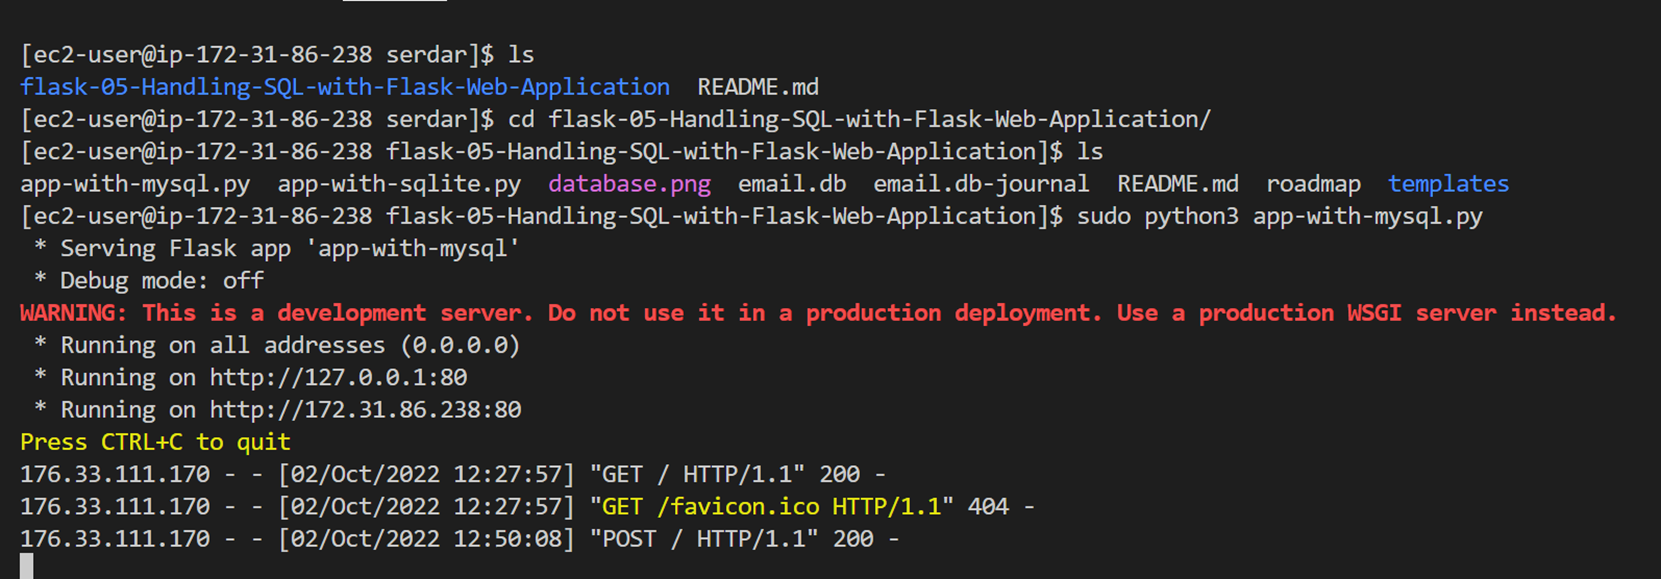 [ec2-user@ip-172-31-86-238 serdar]$ ls
flask-05-Handling-SQL-with-Flask-Web-Application  README.md
[ec2-user@ip-172-31-86-238 serdar]$ cd flask-05-Handling-SQL-with-Flask-Web-Application/
[ec2-user@ip-172-31-86-238 flask-05-Handling-SQL-with-Flask-Web-Application]$ ls
app-with-mysql.py  app-with-sqlite.py  database.png  email.db  email.db-journal  README.md  roadmap  templates
[ec2-user@ip-172-31-86-238 flask-05-Handling-SQL-with-Flask-Web-Application]$ sudo python3 app-with-mysql.py
 * Serving Flask app 'app-with-mysql'
 * Debug mode: off
WARNING: This is a development server. Do not use it in a production deployment. Use a production WSGI server instead.
 * Running on all addresses (0.0.0.0)
 * Running on http://127.0.0.1:80
 * Running on http://172.31.86.238:80
Press CTRL+C to quit
176.33.111.170 - - [02/Oct/2022 12:27:57] "GET / HTTP/1.1" 200 -
176.33.111.170 - - [02/Oct/2022 12:27:57] "GET /favicon.ico HTTP/1.1" 404 -
176.33.111.170 - - [02/Oct/2022 12:50:08] "POST / HTTP/1.1" 200 -